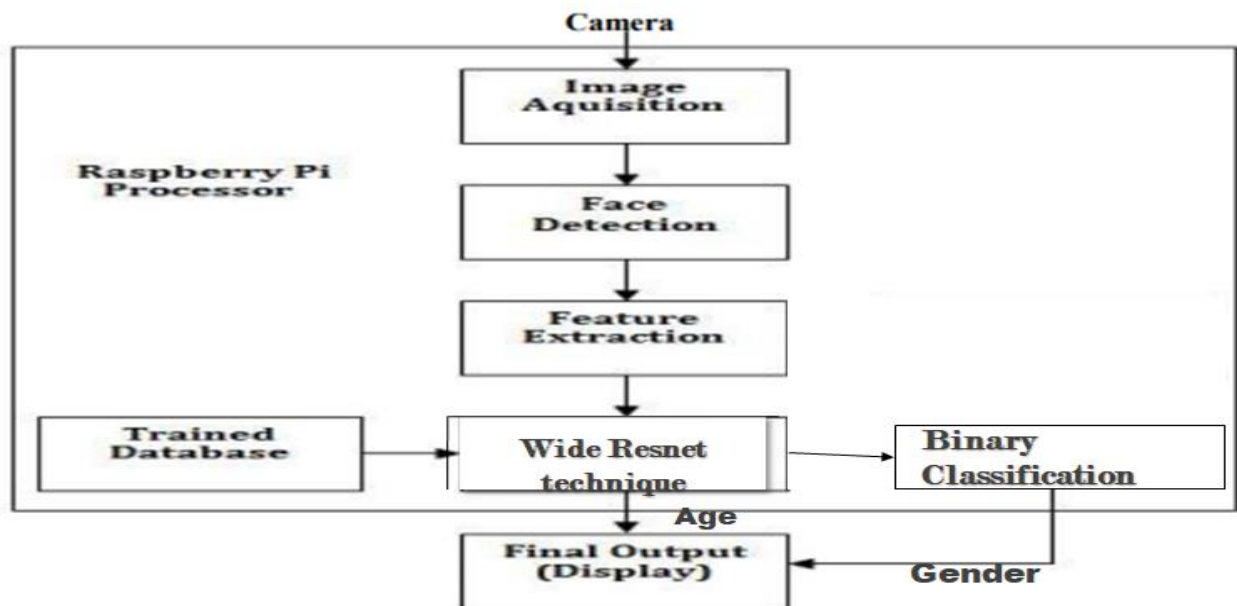 Camera
Image
Aquisition
Raspberry Pi
Processor
Face
Detection
Feature
Extraction
Trained
Database
Wide Resnet
technique
Binary
Classification
Age
Final Output
(Display)
Gender